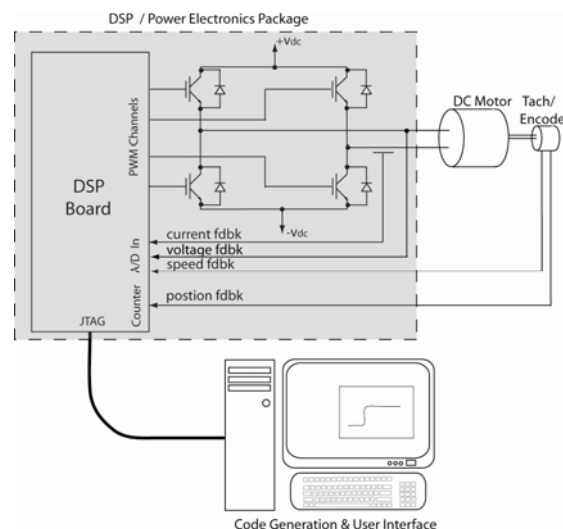 DSP / Power Electronics Package
+Vdc
DC Motor
Tach/
Encode
PWM Channels
DSP
Board
-Vdc
current fdbk
voltage fdbk
λ/D In
speed fdbk
Counter
postion fdbk
JTAG
Code Generation & User Interface